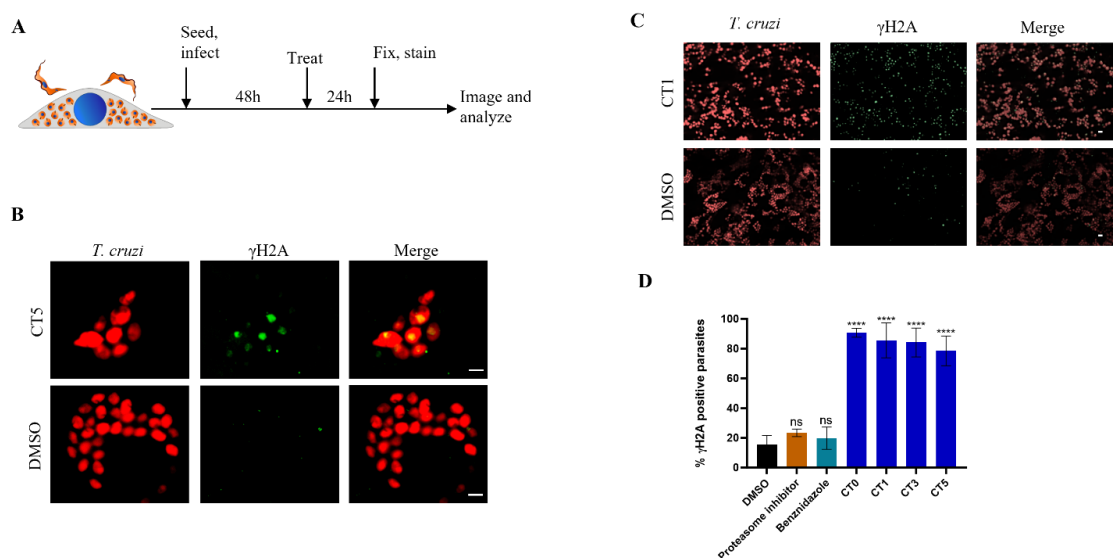 A
Seed,
infect
Treat
Fix, stain
48h
24h
Image and
analyze
B
T. cruzi
γH2A
Merge
CT5
DMSO
C
T. cruzi
γH2A
Merge
CT1
DMSO
D
% γH2A positive parasites
100
80
60
40
20
0
ns
ns
****
****
****
****
DMSO
Proteasome inhibitor
Benznidazole
CT0
CT1
CT3
CT5